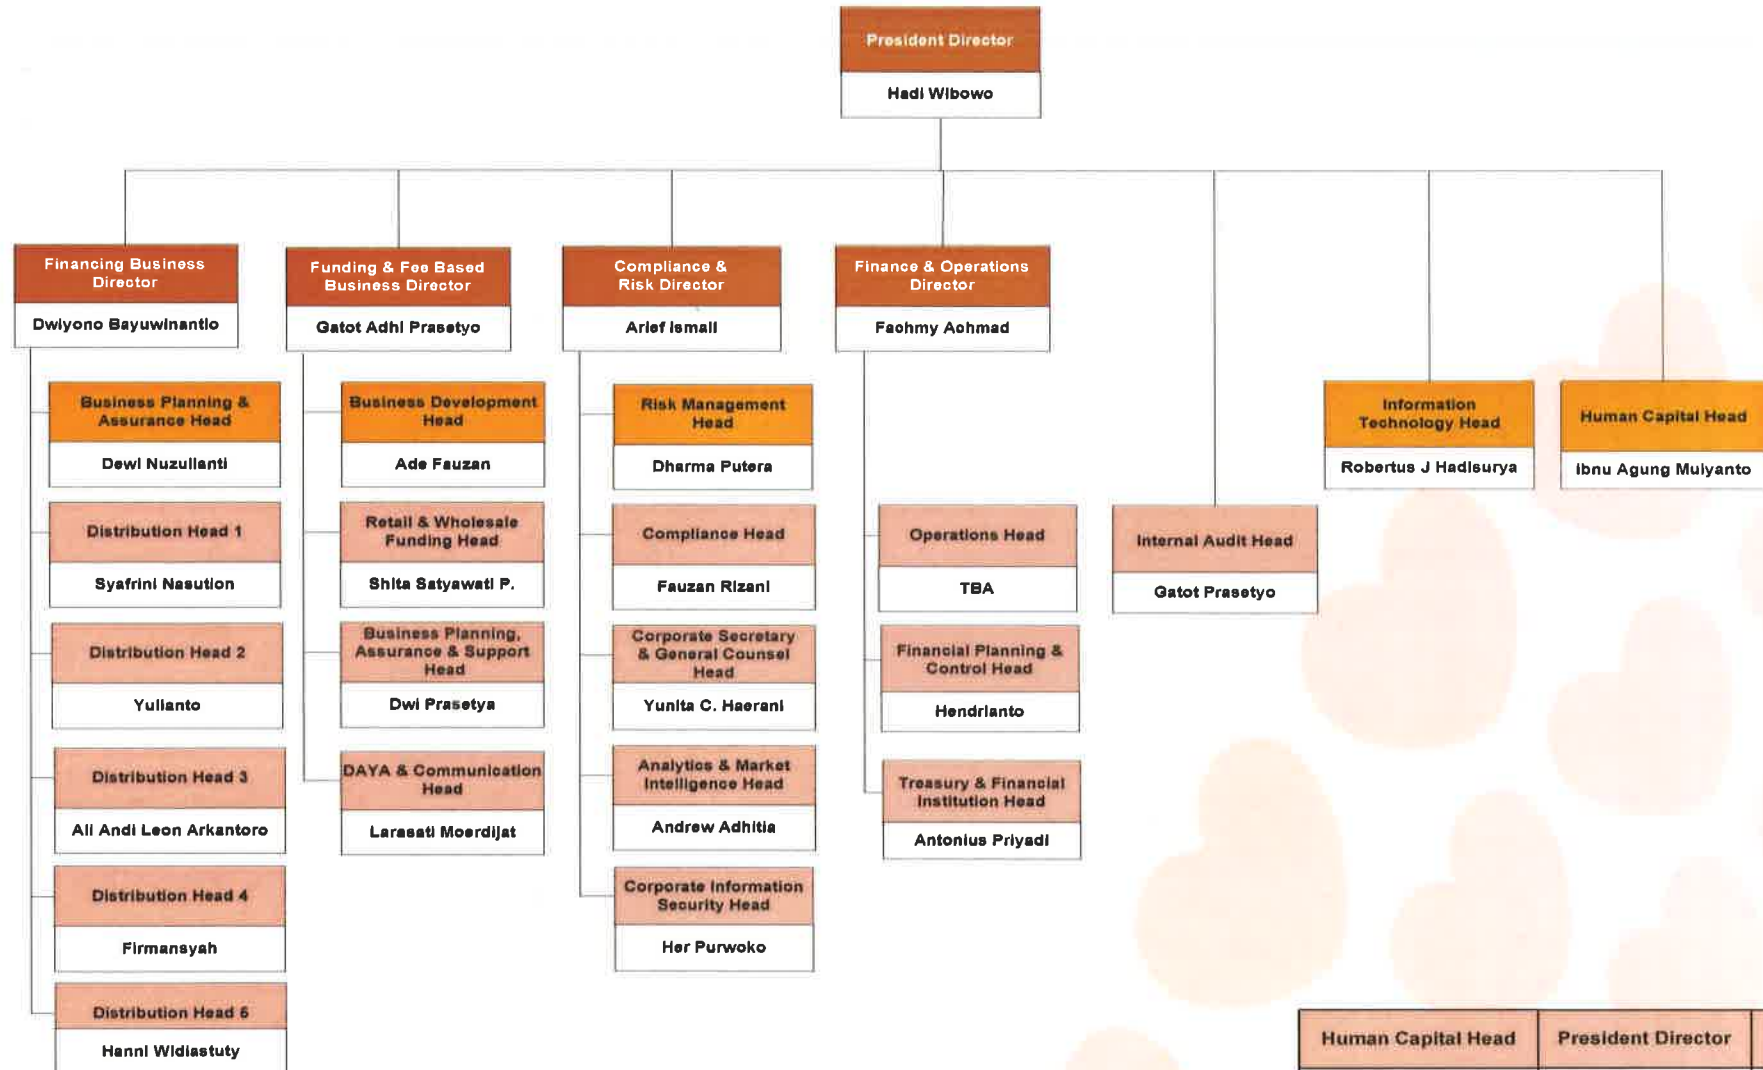 President Director
Hadi Wibowo
Financing Business
Director
Dwiyono Bayuwinantio
Business Planning &
Assurance Head
Dewi Nuzulianti
Distribution Head 1
Syafrini Nasution
Distribution Head 2
Yulianto
Distribution Head 3
Ali Andi Leon Arkantoro
Distribution Head 4
Firmansyah
Distribution Head 5
Hanni Widiastuty
Funding & Fee Based
Business Director
Gatot Adhi Prasetyo
Business Development
Head
Ade Fauzan
Retail & Wholesale
Funding Head
Shita Satyawati P.
Business Planning,
Assurance & Support
Head
Dwi Prasetya
DAYA & Communication
Head
Larasati Moerdijat
Compliance &
Risk Director
Arief Ismail
Risk Management
Head
Dharma Putera
Compliance Head
Fauzan Rizani
Corporate Secretary
& General Counsel
Head
Yunita C. Haerani
Analytics & Market
Intelligence Head
Andrew Adhitia
Corporate Information
Security Head
Her Purwoko
Finance & Operations
Director
Fachmy Achmad
Operations Head
TBA
Financial Planning &
Control Head
Hendrianto
Treasury & Financial
Institution Head
Antonius Priyadi
Internal Audit Head
Gatot Prasetyo
Information
Technology Head
Robertus J Hadisurya
Human Capital Head
Ibnu Agung Mulyanto
Human Capital Head
President Director